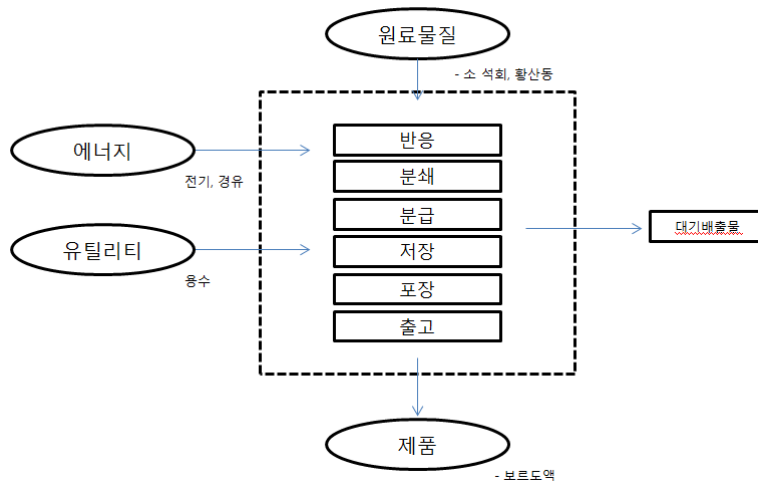 원료물질
- 소 석회, 황산동
에너지
전기, 경유
유틸리티
용수
반응
분쇄
분급
저장
포장
출고
대기배출물
제품
- 보르도액